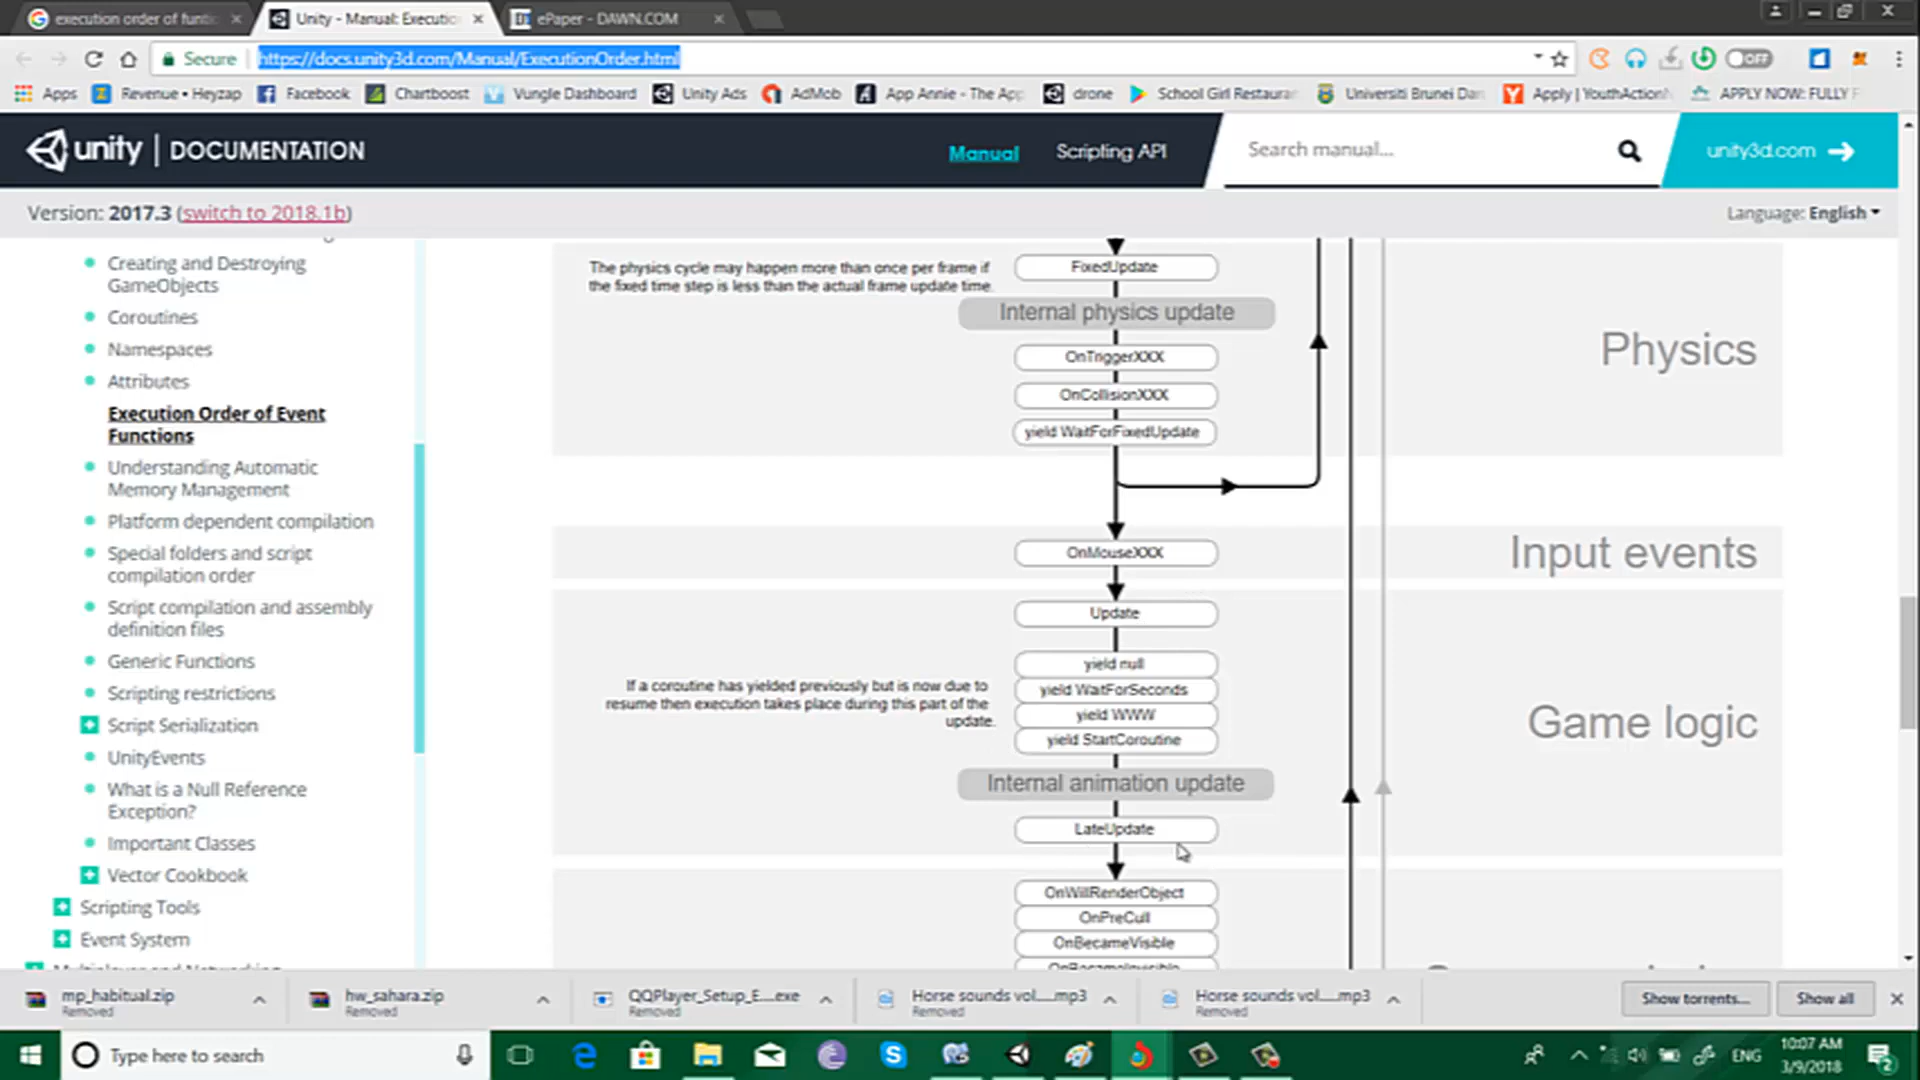 execution order of funtic
Unity - Manual: Executio
ePaper - DAWN.COM
Secure
https://docs.unity3d.com/Manual/ExecutionOrder.html
OFF
Apps
Revenue • Heyzap
Facebook
Chartboost
Vungle Dashboard
Unity Ads
AdMob
App Annie - The App
drone
School Girl Restaura
Universiti Brunei Dar
Apply | YouthAction
APPLY NOW: FULLY F
unity | DOCUMENTATION
Manual
Scripting API
Search manual...
unity3d.com
Version: 2017.3 (switch to 2018.1b)
Language: English
Creating and Destroying
GameObjects
Coroutines
Namespaces
Attributes
Execution Order of Event
Functions
Understanding Automatic
Memory Management
Platform dependent compilation
Special folders and script
compilation order
Script compilation and assembly
definition files
Generic Functions
Scripting restrictions
Script Serialization
UnityEvents
What is a Null Reference
Exception?
Important Classes
Vector Cookbook
Scripting Tools
Event System
The physics cycle may happen more than once per frame if
the fixed time step is less than the actual frame update time.
FixedUpdate
Internal physics update
OnTriggerXXX
OnCollisionXXX
yield WaitForFixedUpdate
Physics
OnMouseXXX
Input events
Update
yield null
If a coroutine has yielded previously but is now due to
resume then execution takes place during this part of the
update.
yield WaitForSeconds
yield WWW
yield StartCoroutine
Game logic
Internal animation update
LateUpdate
OnWillRenderObject
OnPreCull
OnBecameVisible
OnBecameInvisible
mp_habitual.zip
Removed
hw_sahara.zip
Removed
QQPlayer_Setup_E....exe
Removed
Horse sounds vol.....mp3
Removed
Horse sounds vol.....mp3
Removed
Show torrents...
Show all
Type here to search
ENG
10:07 AM
3/9/2018
2